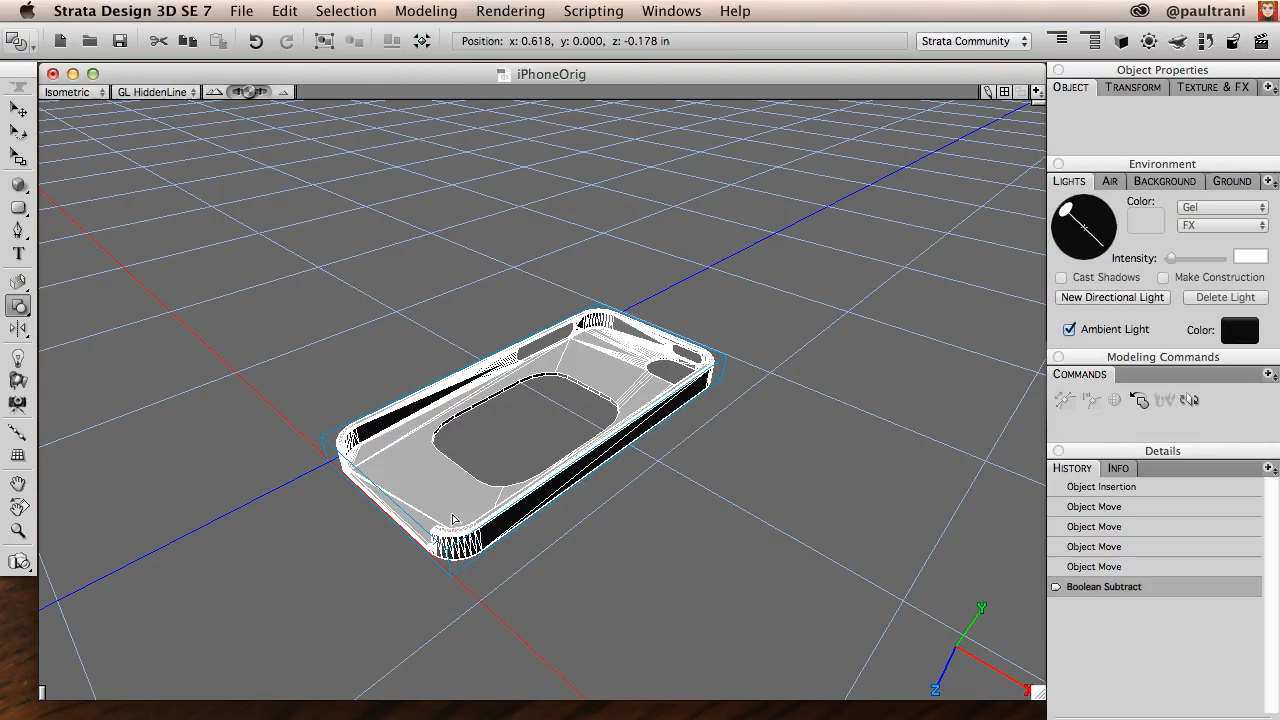 Strata Design 3D SE 7 File Edit Selection Modeling Rendering Scripting Windows Help @paultrani
Position: x: 0.618, y: 0.000, z: -0.178 in Strata Community
iPhoneOrig
Isometric GL HiddenLine
Object Properties
OBJECT TRANSFORM TEXTURE & FX
Environment
LIGHTS AIR BACKGROUND GROUND
Color: Gel
FX
Intensity:
Cast Shadows Make Construction
New Directional Light Delete Light
Ambient Light Color:
Modeling Commands
COMMANDS
Details
HISTORY INFO
Object Insertion
Object Move
Object Move
Object Move
Object Move
Boolean Subtract
T
Y
Z
X